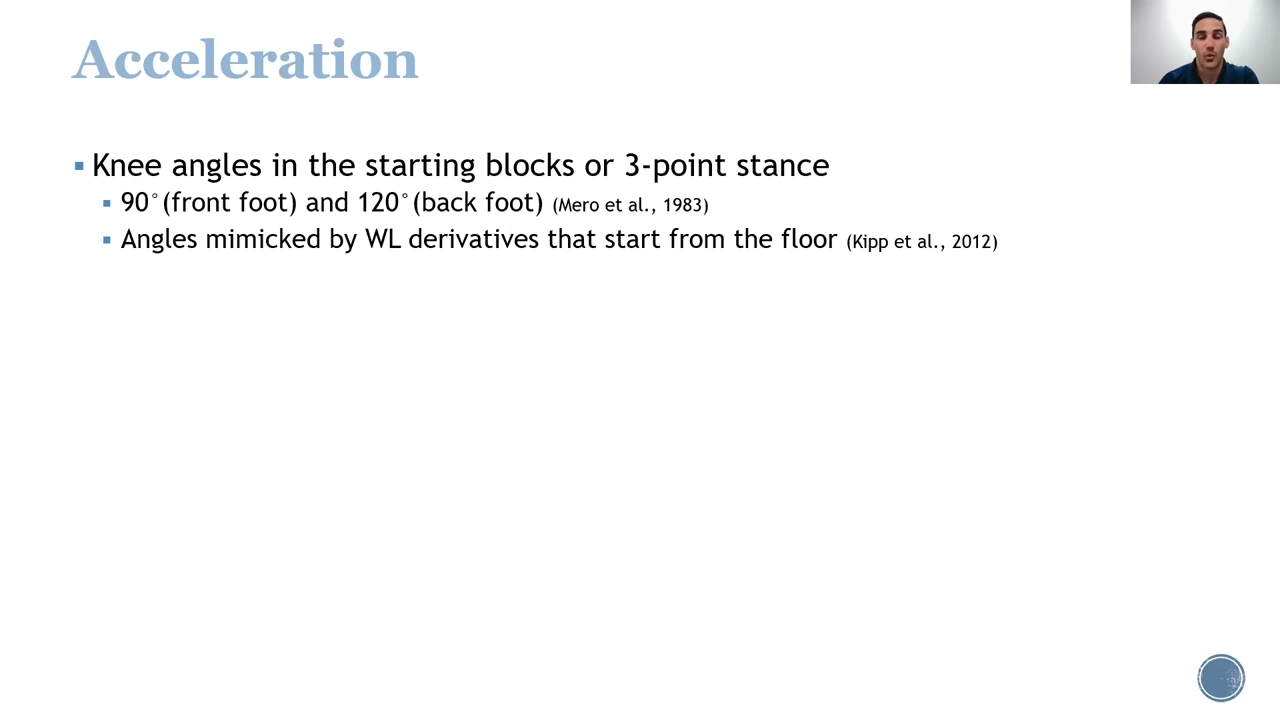 Acceleration
Knee angles in the starting blocks or 3-point stance
90°(front foot) and 120°(back foot) (Mero et al., 1983)
Angles mimicked by WL derivatives that start from the floor (Kipp et al., 2012)